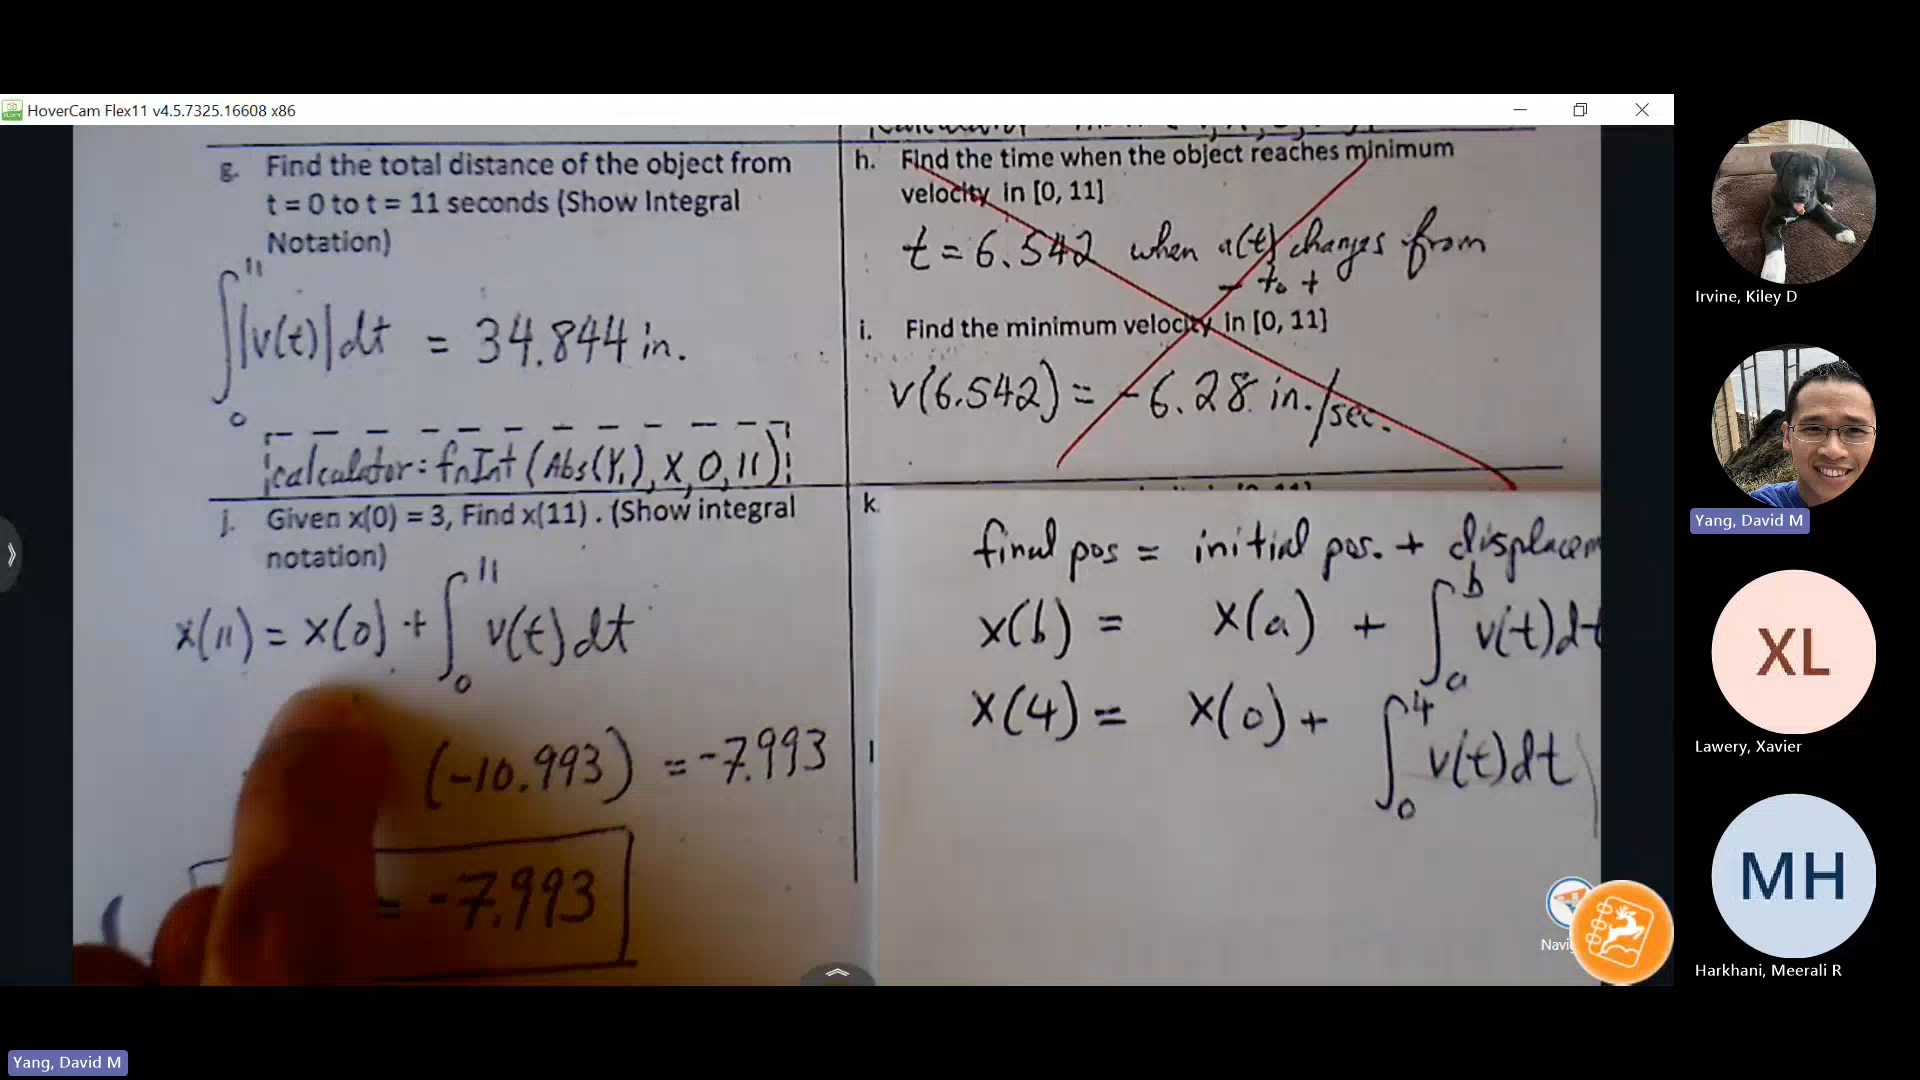 HoverCam Flex11 v4.5.7325.16608 x86
g. Find the total distance of the object from
t = 0 to t = 11 seconds (Show Integral
Notation)
∫₀¹¹ |v(t)| dt = 34.844 in.
calculator: fnInt (Abs(Y₁), X, 0, 11)
h. Find the time when the object reaches minimum
velocity in [0, 11]
t = 6.542 when a(t) changes from
- to +
i. Find the minimum velocity in [0, 11]
v(6.542) = -6.28 in./sec.
j. Given x(0) = 3, Find x(11) . (Show integral
notation)
x(11) = x(0) + ∫₀¹¹ v(t) dt
(-10.993) = -7.993
= -7.993
k.
final pos = initial pos. + displacem
x(b) = x(a) + ∫ₐᵇ v(t) dt
x(4) = x(0) + ∫₀⁴ v(t) dt
l
Navi
Irvine, Kiley D
Yang, David M
XL
Lawery, Xavier
MH
Harkhani, Meerali R
Yang, David M